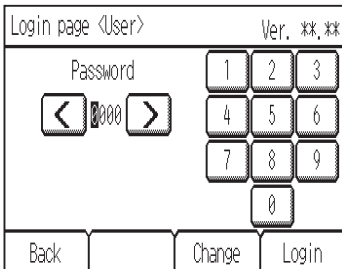 Login page <User> Ver. **.**
Password
< 0000 >
1 2 3
4 5 6
7 8 9
0
Back Change Login